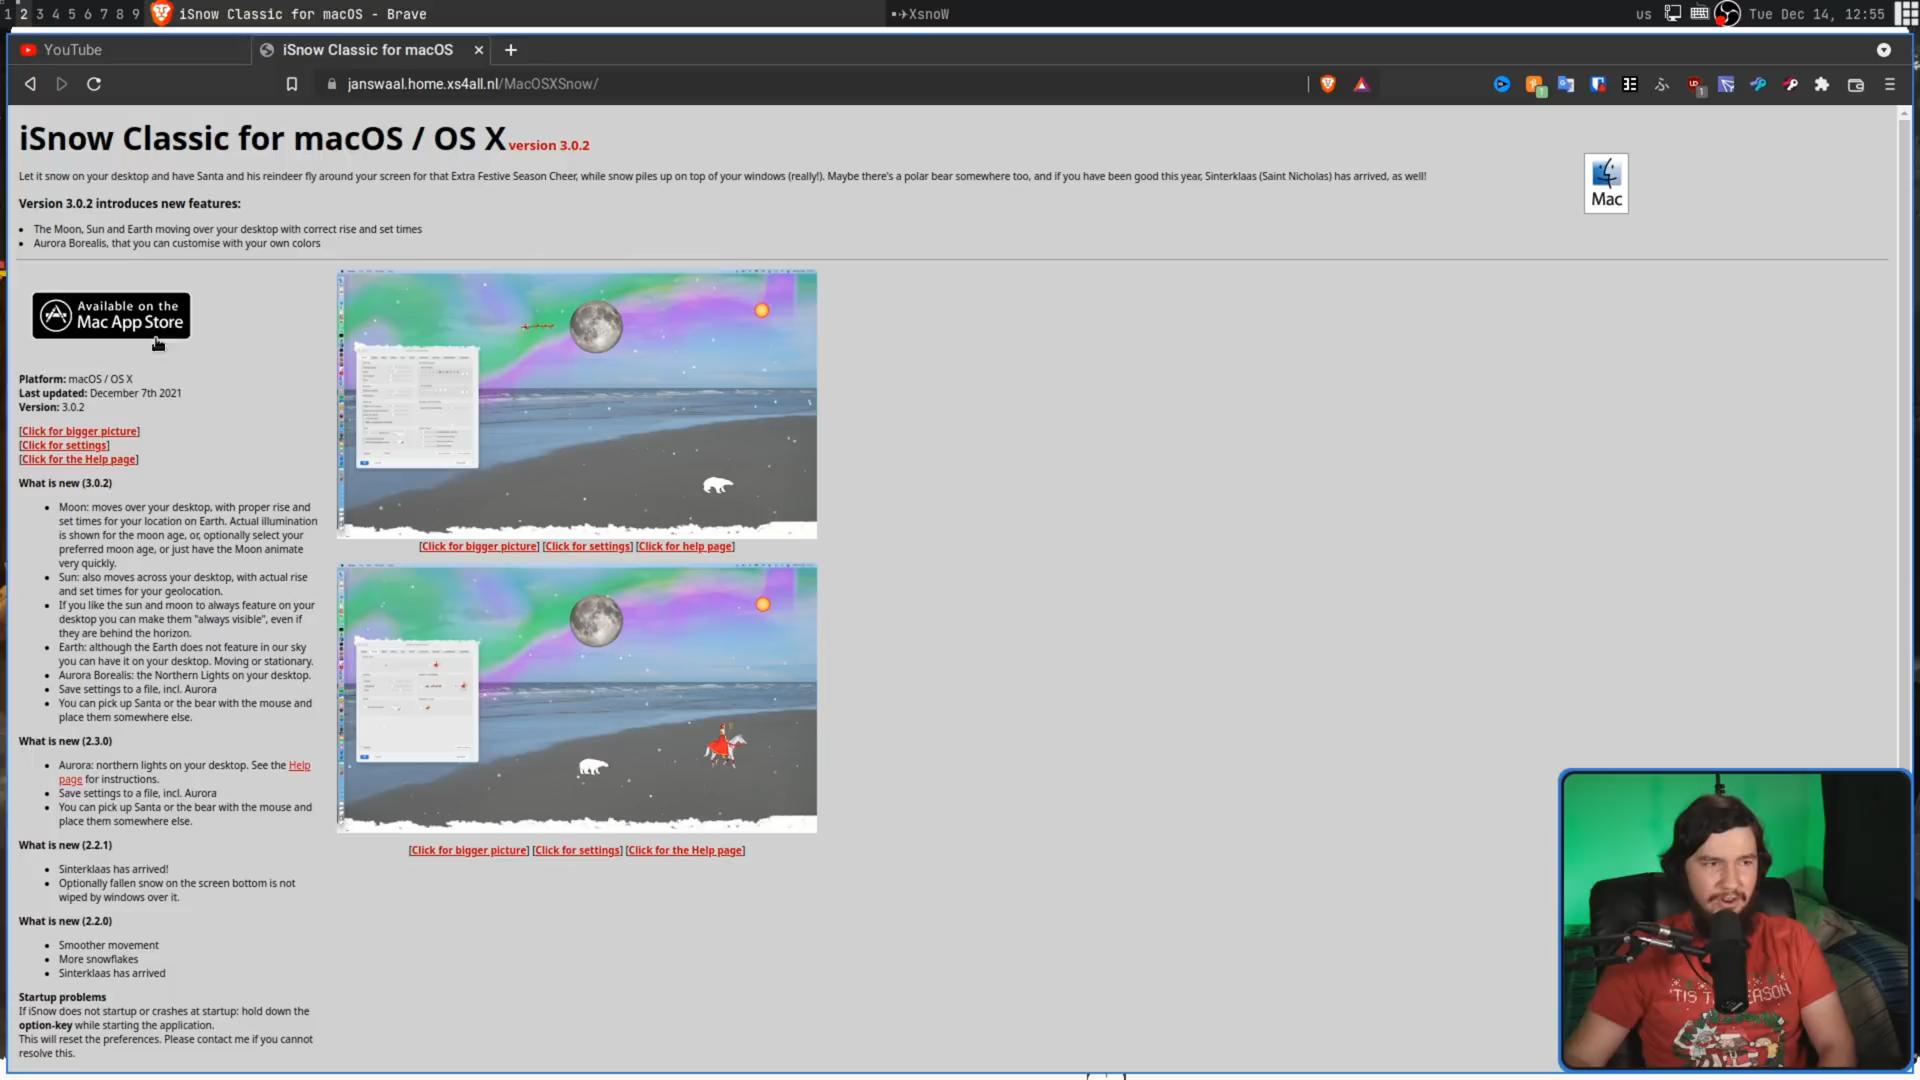 1 2 3 4 5 6 7 8 9 iSnow Classic for macOS - Brave
XsnoW
us Tue Dec 14, 12:55
YouTube
iSnow Classic for macOS
janswaal.home.xs4all.nl/MacOSXSnow/
iSnow Classic for macOS / OS X version 3.0.2
Let it snow on your desktop and have Santa and his reindeer fly around your screen for that Extra Festive Season Cheer, while snow piles up on top of your windows (really!). Maybe there's a polar bear somewhere too, and if you have been good this year, Sinterklaas (Saint Nicholas) has arrived, as well!
Mac
Version 3.0.2 introduces new features:
• The Moon, Sun and Earth moving over your desktop with correct rise and set times
• Aurora Borealis, that you can customise with your own colors
Available on the
Mac App Store
Platform: macOS / OS X
Last updated: December 7th 2021
Version: 3.0.2
[Click for bigger picture]
[Click for settings]
[Click for the Help page]
What is new (3.0.2)
• Moon: moves over your desktop, with proper rise and
set times for your location on Earth. Actual illumination
is shown for the moon age, or, optionally select your
preferred moon age, or just have the Moon animate
very quickly.
• Sun: also moves across your desktop, with actual rise
and set times for your geolocation.
• If you like the sun and moon to always feature on your
desktop you can make them "always visible", even if
they are behind the horizon.
• Earth: although the Earth does not feature in our sky
you can have it on your desktop. Moving or stationary.
• Aurora Borealis: the Northern Lights on your desktop.
• Save settings to a file, incl. Aurora
• You can pick up Santa or the bear with the mouse and
place them somewhere else.
What is new (2.3.0)
• Aurora: northern lights on your desktop. See the Help
page for instructions.
• Save settings to a file, incl. Aurora
• You can pick up Santa or the bear with the mouse and
place them somewhere else.
What is new (2.2.1)
• Sinterklaas has arrived!
• Optionally fallen snow on the screen bottom is not
wiped by windows over it.
What is new (2.2.0)
• Smoother movement
• More snowflakes
• Sinterklaas has arrived
Startup problems
If iSnow does not startup or crashes at startup: hold down the
option-key while starting the application.
This will reset the preferences. Please contact me if you cannot
resolve this.
[Click for bigger picture] [Click for settings] [Click for help page]
[Click for bigger picture] [Click for settings] [Click for the Help page]
'TIS T SEASON